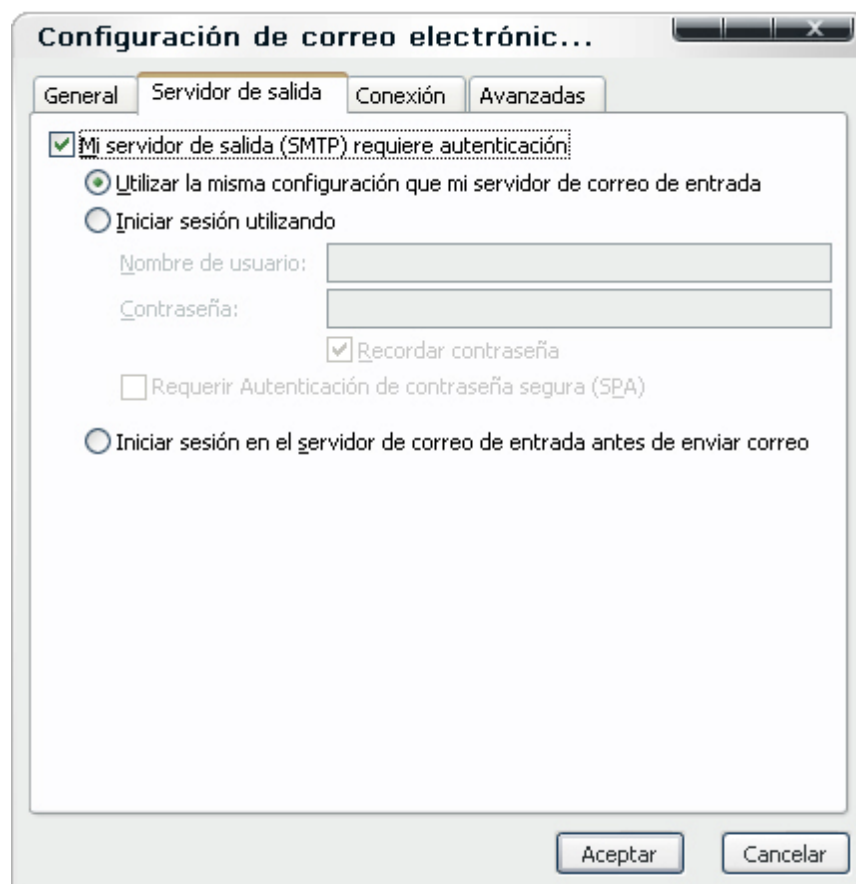 Configuración de correo electrónic...
General Servidor de salida Conexión Avanzadas
Mi servidor de salida (SMTP) requiere autenticación
Utilizar la misma configuración que mi servidor de correo de entrada
Iniciar sesión utilizando
Nombre de usuario:
Contraseña:
Recordar contraseña
Requerir Autenticación de contraseña segura (SPA)
Iniciar sesión en el servidor de correo de entrada antes de enviar correo
Aceptar Cancelar